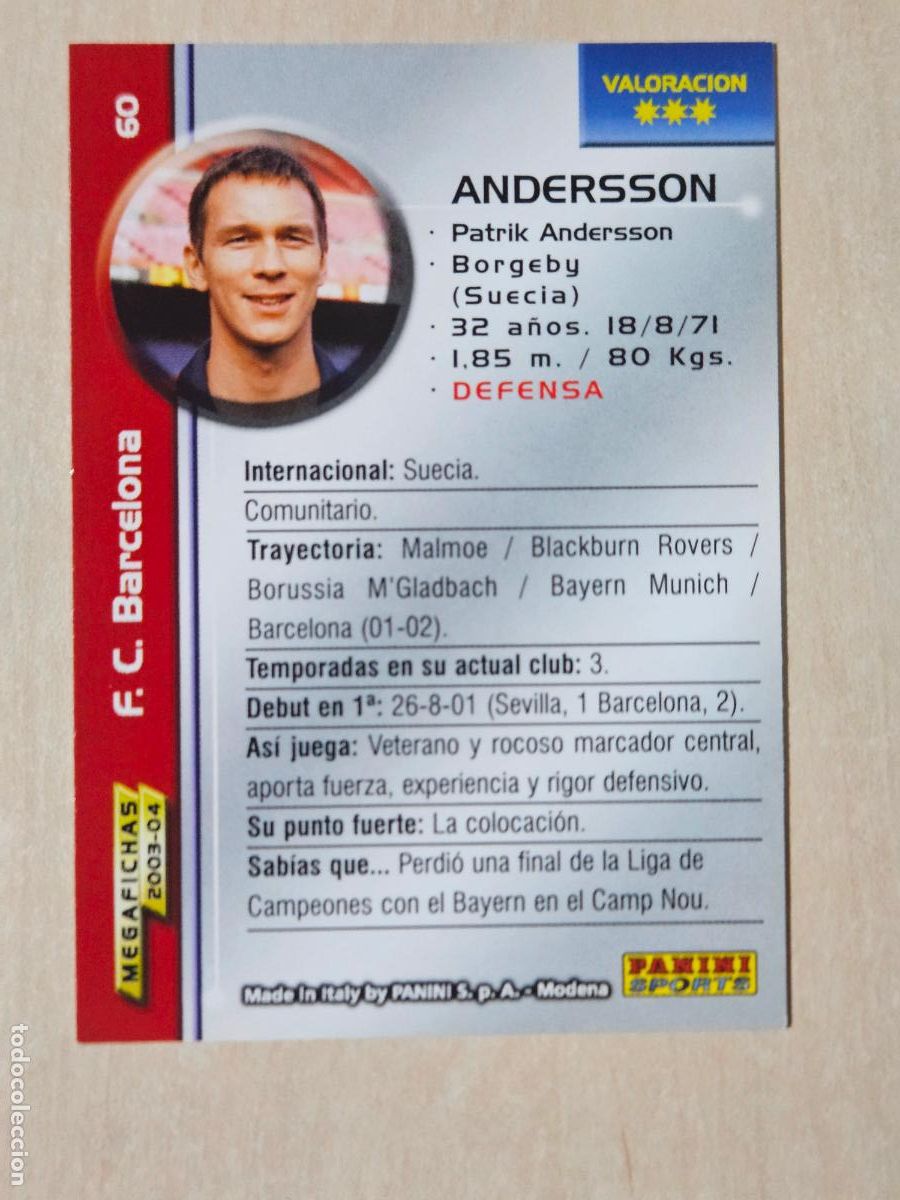 VALORACION
60
ANDERSSON
· Patrik Andersson
· Borgeby
(Suecia)
· 32 años. 18/8/71
· 1,85 m. / 80 Kgs.
· DEFENSA
F. C. Barcelona
Internacional: Suecia.
Comunitario.
Trayectoria: Malmoe / Blackburn Rovers /
Borussia M'Gladbach / Bayern Munich /
Barcelona (01-02).
Temporadas en su actual club: 3.
Debut en 1ª: 26-8-01 (Sevilla, 1 Barcelona, 2).
Así juega: Veterano y rocoso marcador central,
aporta fuerza, experiencia y rigor defensivo.
Su punto fuerte: La colocación.
Sabías que... Perdió una final de la Liga de
Campeones con el Bayern en el Camp Nou.
MEGAFICHAS
2003-04
Made in Italy by PANINI S. p. A. - Modena
PANINI
SPORTS
todocoleccion